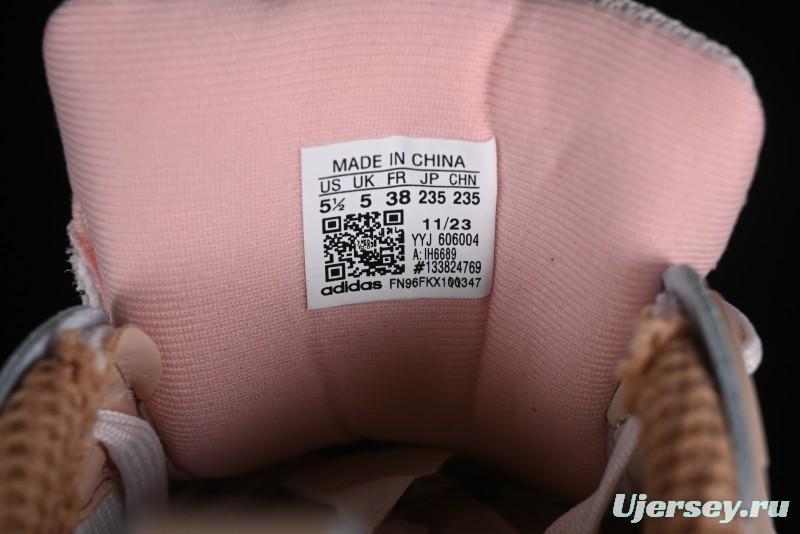 MADE IN CHINA
US UK FR JP CHN
5½ 5 38 235 235
11/23
YYJ 606004
A: IH6689
#133824769
adidas FN96FKX100347
Ujersey.ru